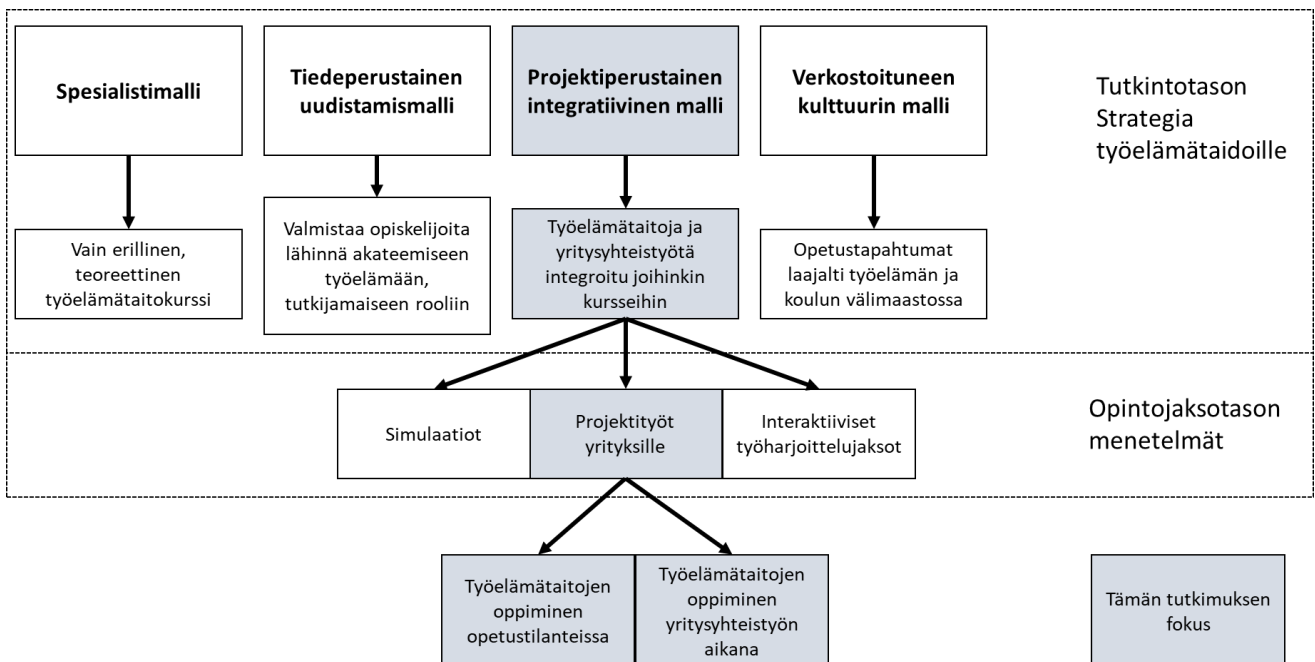 Spesialistimalli
Tiedeperustainen
uudistamismalli
Projektiperustainen
integratiivinen malli
Verkostoituneen
kulttuurin malli
Tutkintotason
Strategia
työelämätaidoille
Vain erillinen,
teoreettinen
työelämätaitokurssi
Valmistaa opiskelijoita
lähinnä akateemiseen
työelämään,
tutkijamaiseen rooliin
Työelämätaitoja ja
yritysyhteistyötä
integroitu joihinkin
kursseihin
Opetustapahtumat
laajalti työelämän ja
koulun välimaastossa
Simulaatiot
Projektityöt
yrityksille
Interaktiiviset
työharjoittelujaksot
Opintojaksotason
menetelmät
Työelämätaitojen
oppiminen
opetustilanteissa
Työelämätaitojen
oppiminen
yritysyhteistyön
aikana
Tämän tutkimuksen
fokus